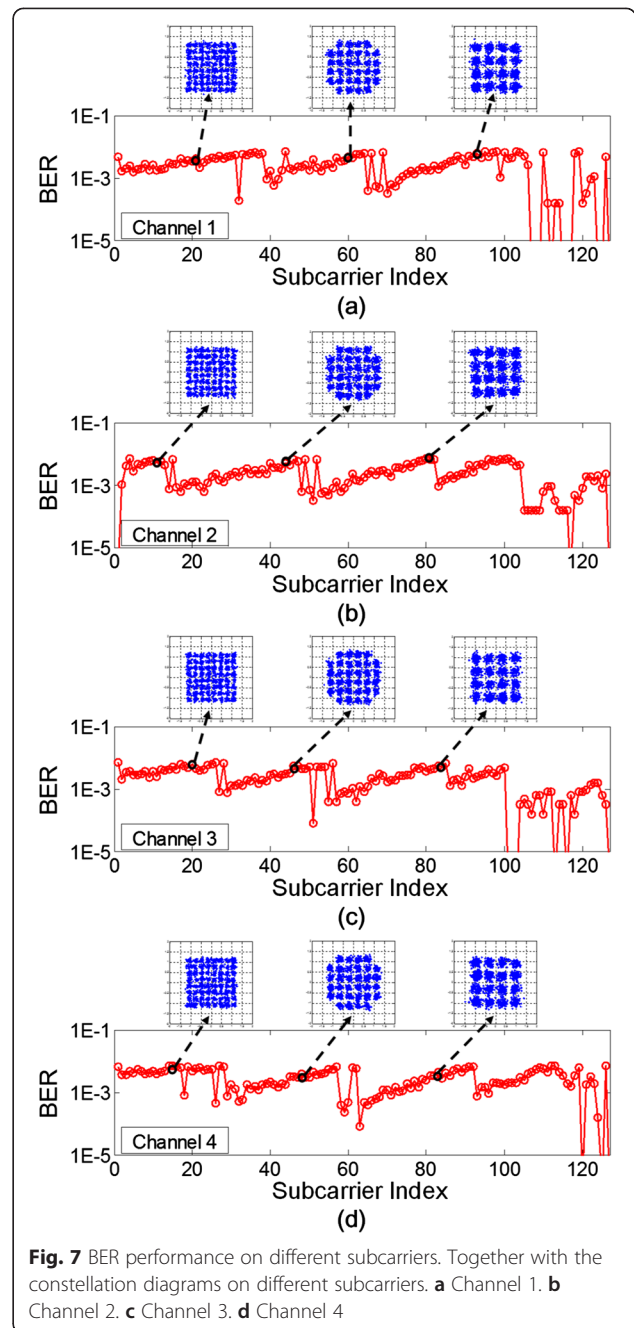 1E-1
1E-3
1E-5
BER
Channel 1
0 20 40 60 80 100 120
Subcarrier Index
(a)
1E-1
1E-3
1E-5
BER
Channel 2
0 20 40 60 80 100 120
Subcarrier Index
(b)
1E-1
1E-3
1E-5
BER
Channel 3
0 20 40 60 80 100 120
Subcarrier Index
(c)
1E-1
1E-3
1E-5
BER
Channel 4
0 20 40 60 80 100 120
Subcarrier Index
(d)
Fig. 7 BER performance on different subcarriers. Together with the
constellation diagrams on different subcarriers. a Channel 1. b
Channel 2. c Channel 3. d Channel 4